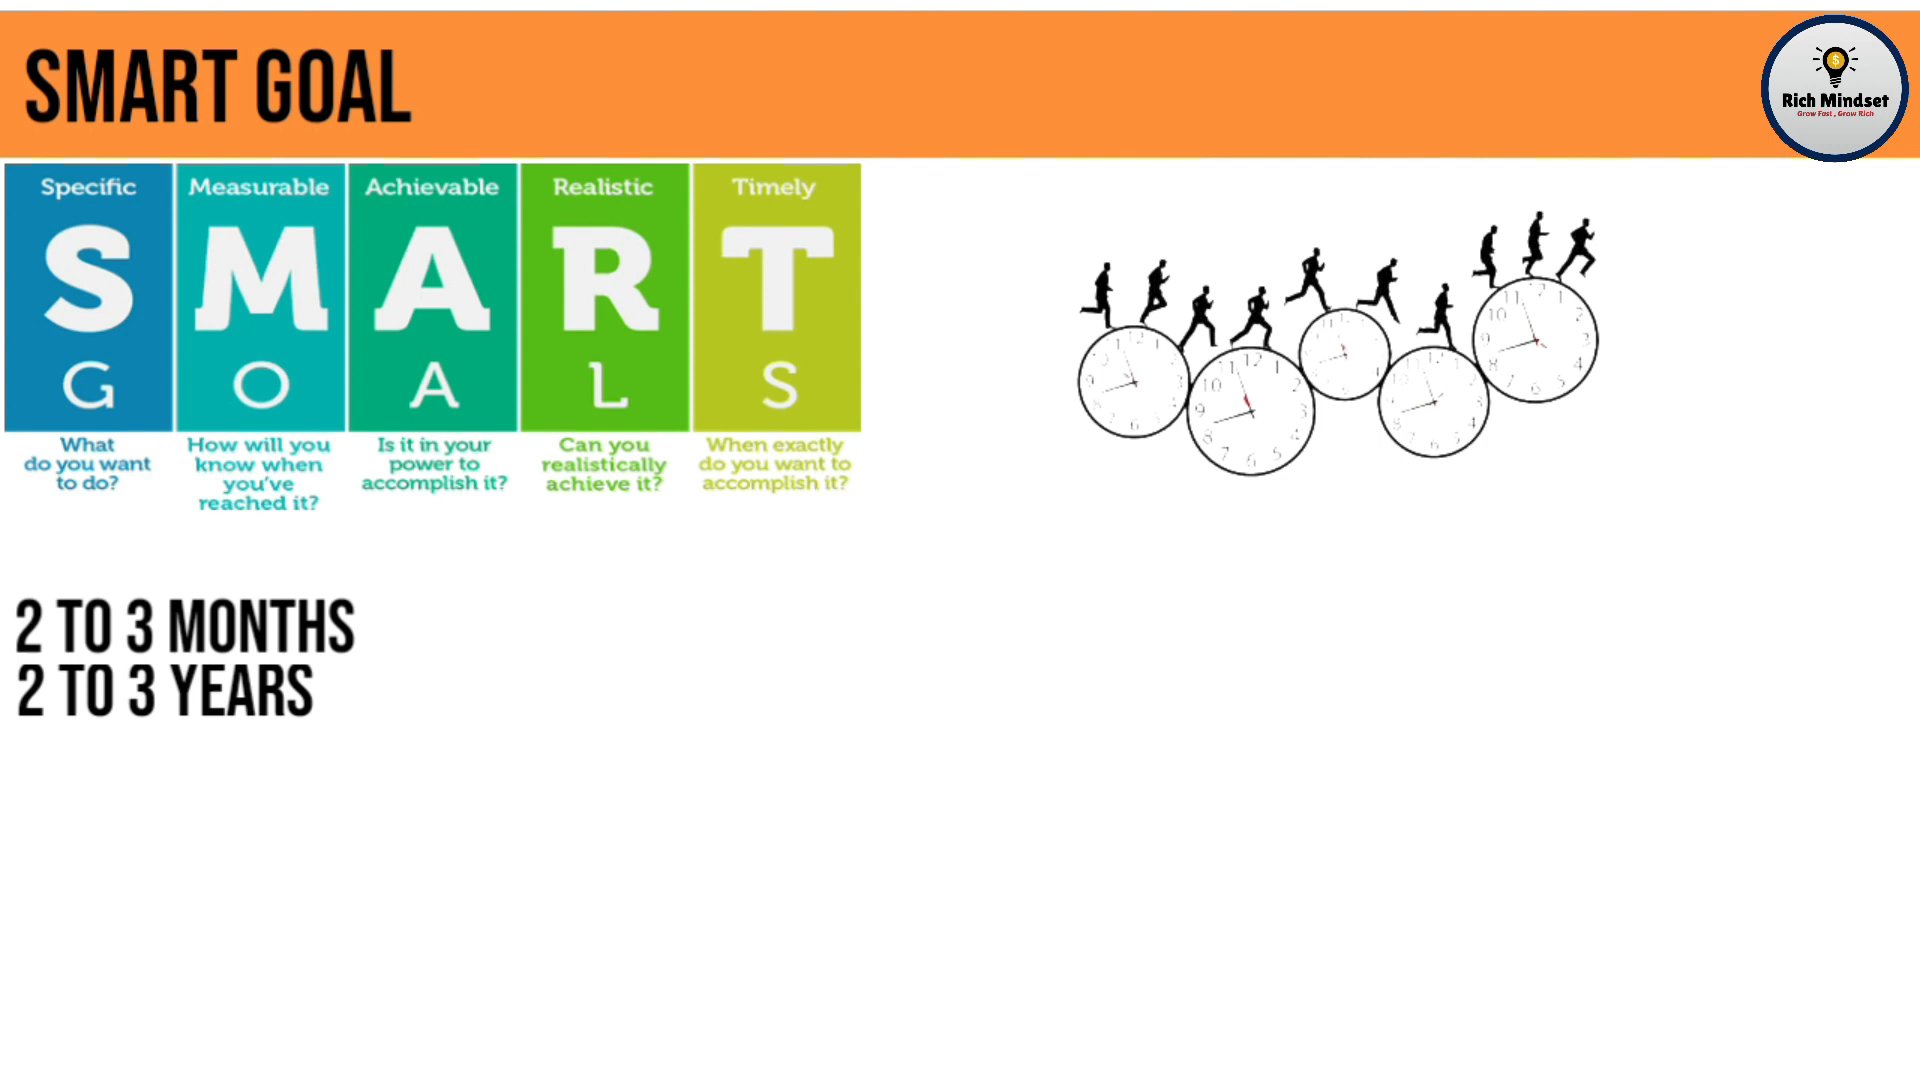 SMART GOAL
Rich Mindset
Grow Fast , Grow Rich
Specific Measurable Achievable Realistic Timely
S M A R T
G O A L S
What
do you want
to do?
How will you
know when
you've
reached it?
Is it in your
power to
accomplish it?
Can you
realistically
achieve it?
When exactly
do you want to
accomplish it?
2 TO 3 MONTHS
2 TO 3 YEARS